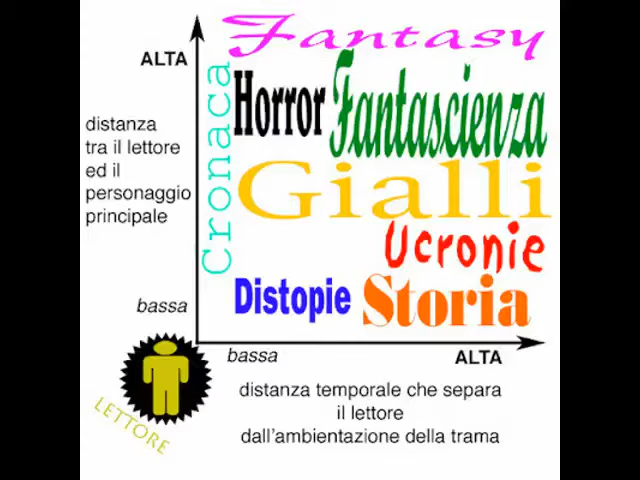 Fantasy
ALTA
Horror
Fantascienza
Cronaca
distanza
tra il lettore
ed il
personaggio
principale
Gialli
Ucronie
bassa
Distopie
Storia
bassa
ALTA
LETTORE
distanza temporale che separa
il lettore
dall'ambientazione della trama